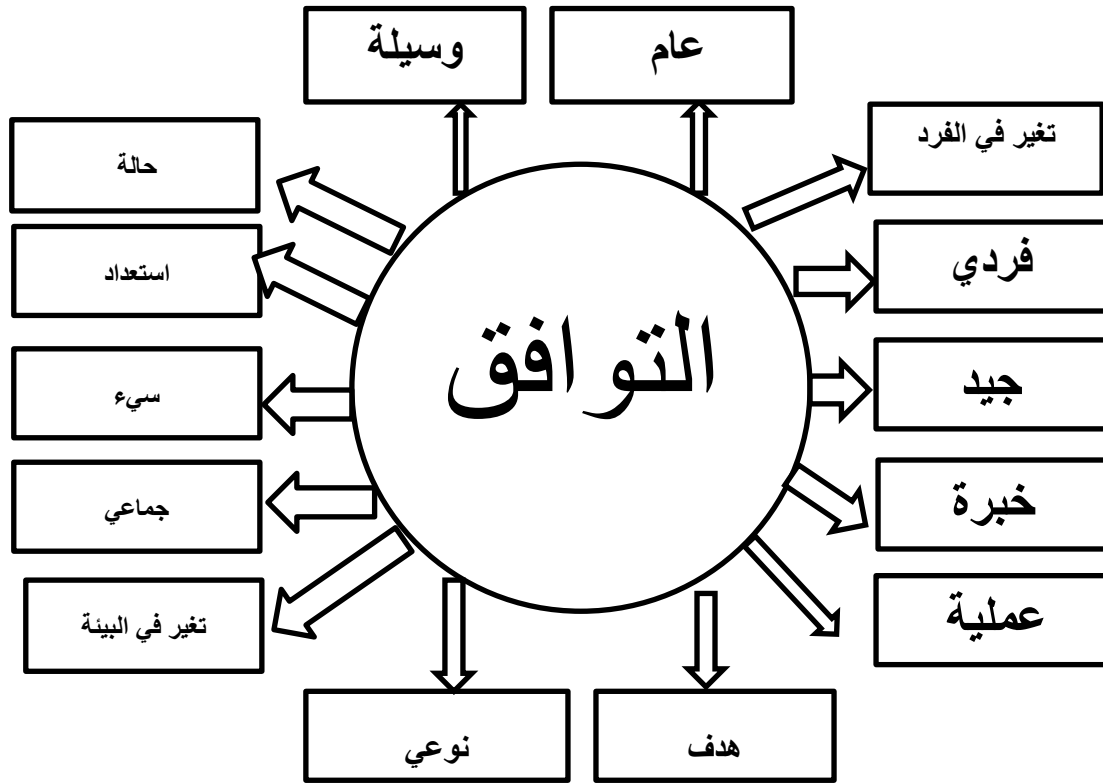 عام
وسيلة
تغير في الفرد
حالة
فردي
استعداد
التوافق
جيد
سيء
خبرة
جماعي
عملية
تغير في البيئة
هدف
نوعي